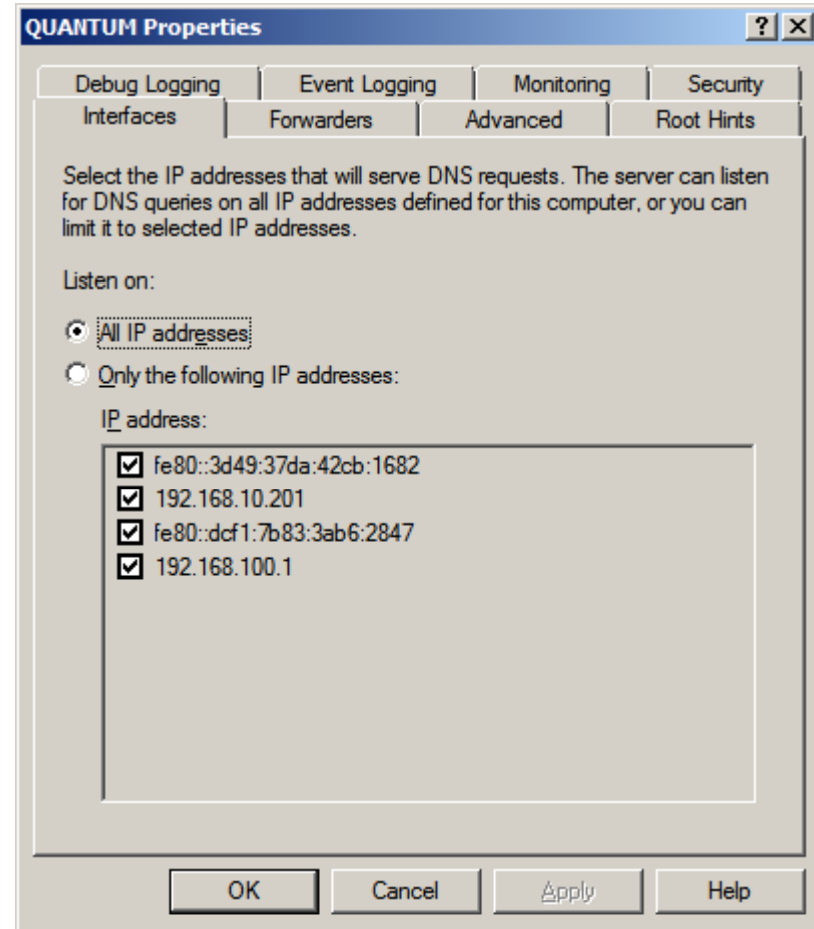 QUANTUM Properties
Debug Logging Event Logging Monitoring Security
Interfaces Forwarders Advanced Root Hints
Select the IP addresses that will serve DNS requests. The server can listen
for DNS queries on all IP addresses defined for this computer, or you can
limit it to selected IP addresses.
Listen on:
All IP addresses
Only the following IP addresses:
IP address:
fe80::3d49:37da:42cb:1682
192.168.10.201
fe80::dcf1:7b83:3ab6:2847
192.168.100.1
OK Cancel Apply Help